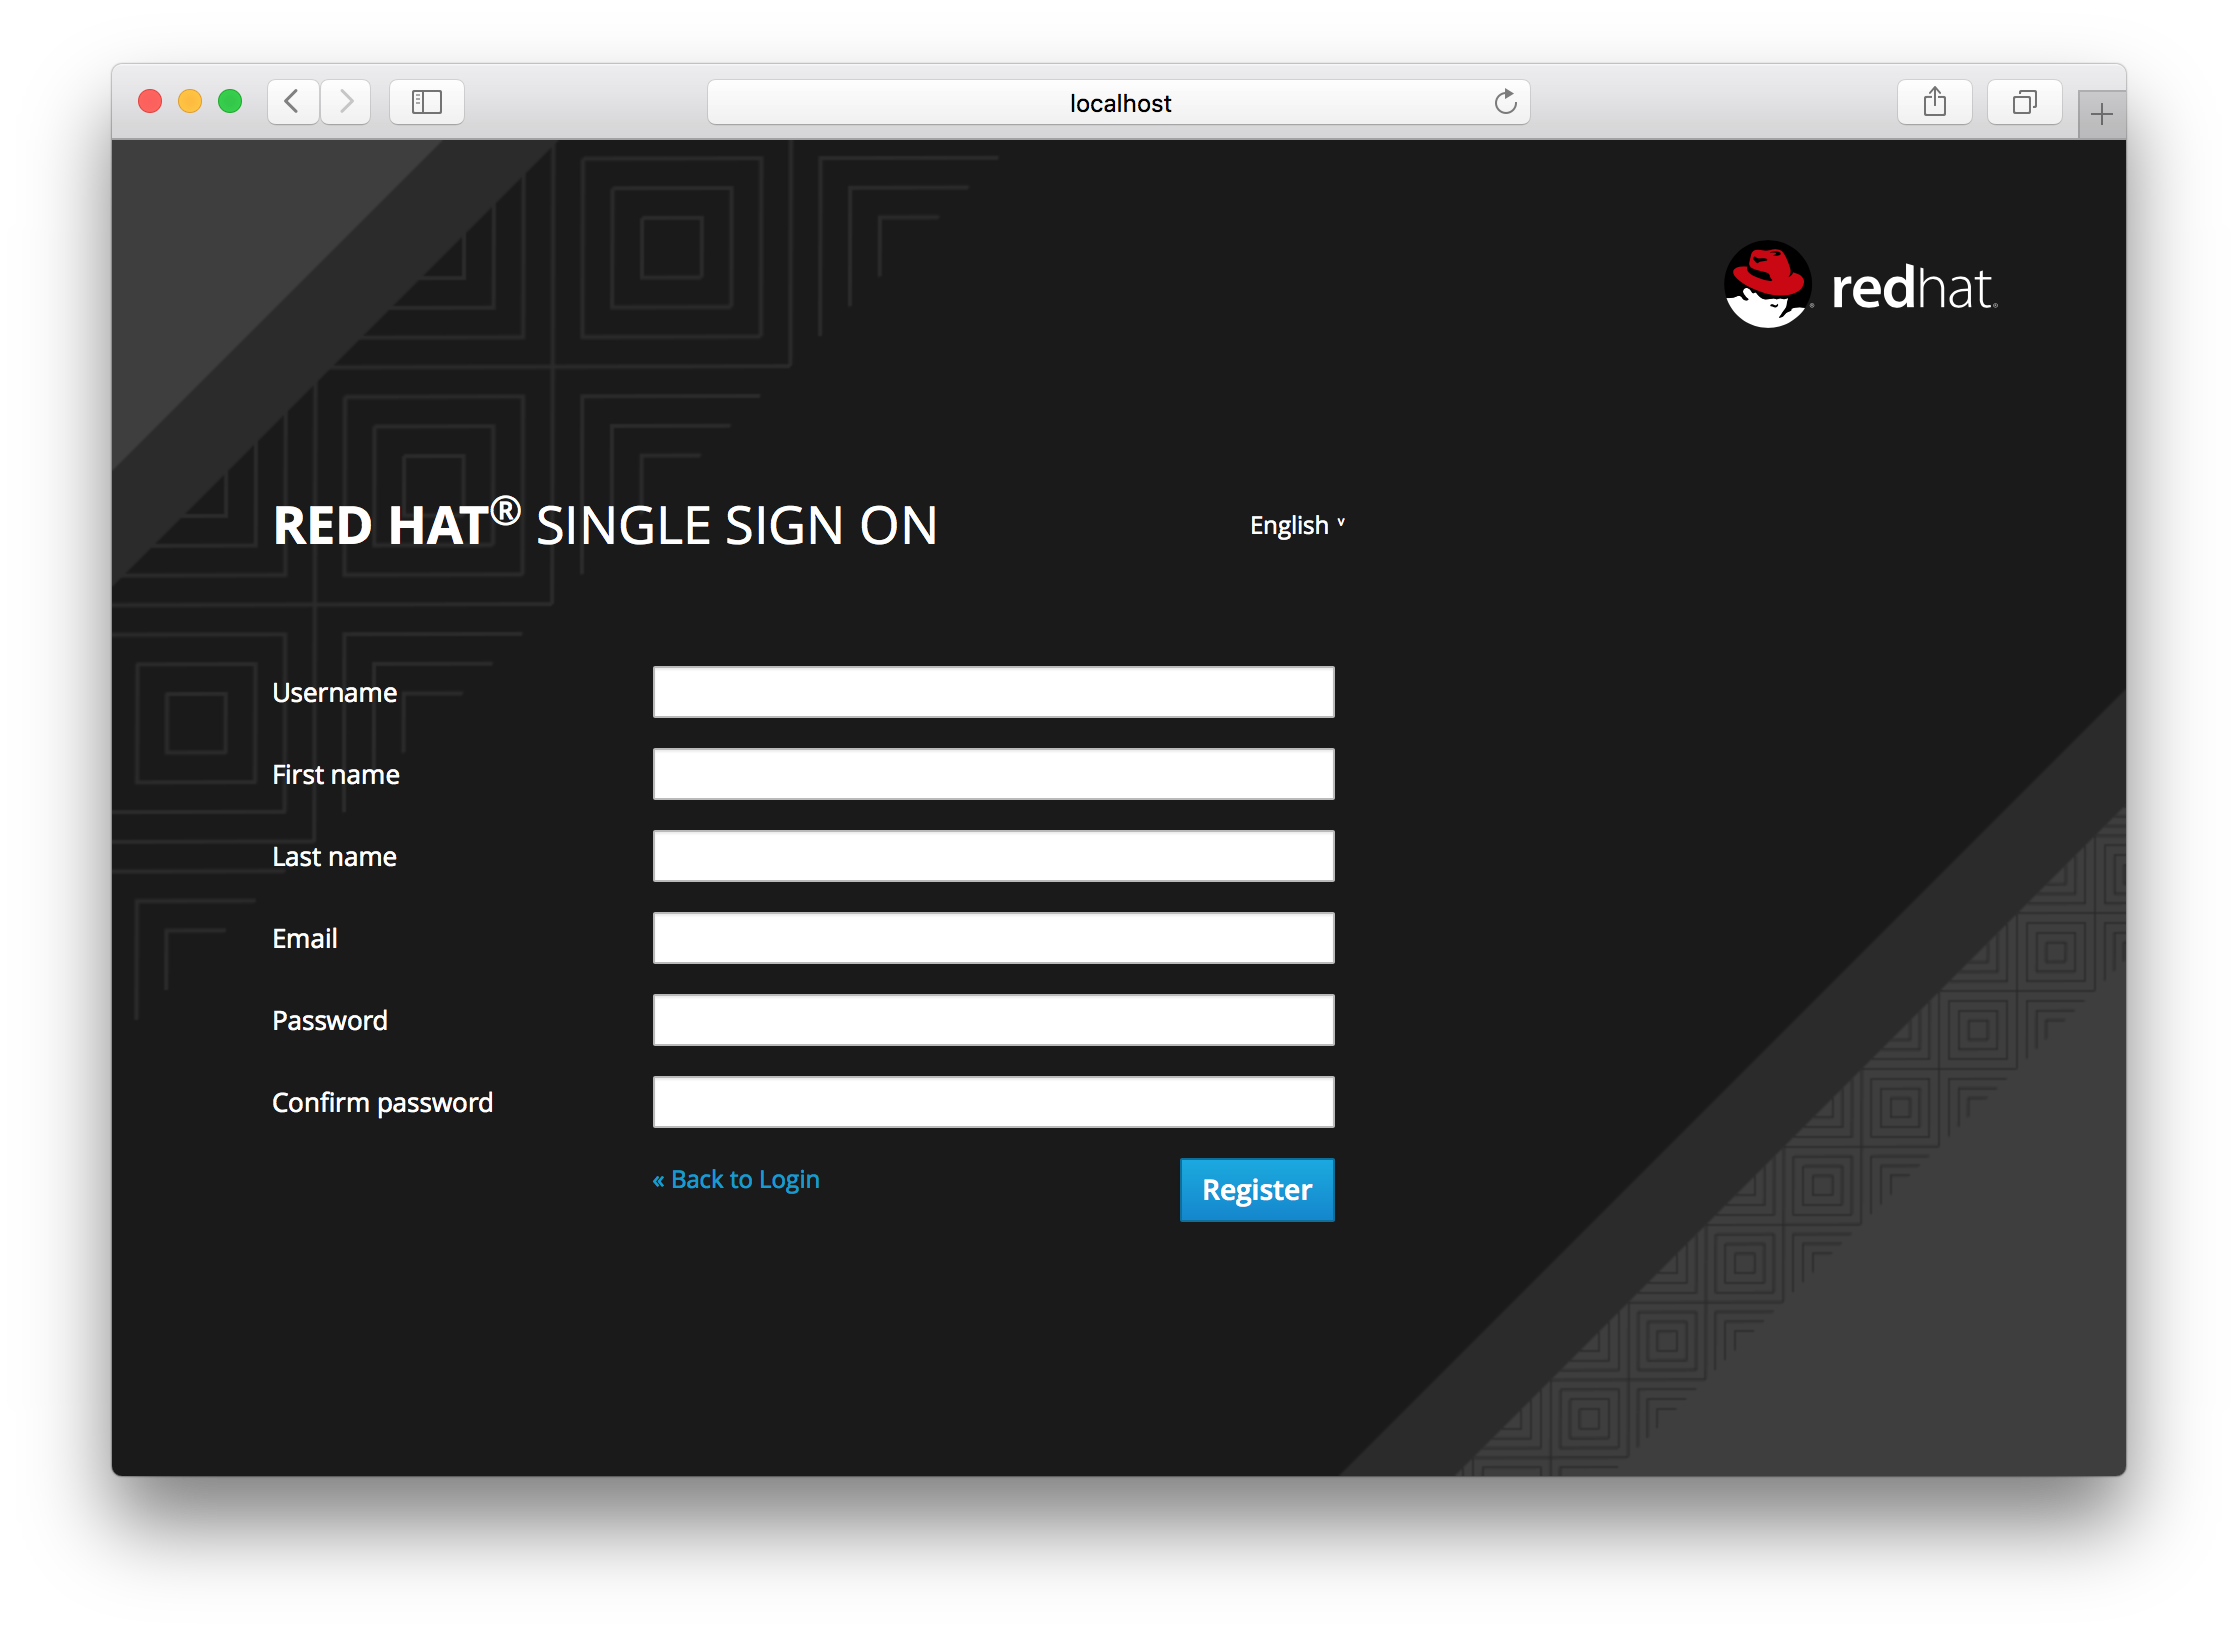 localhost
redhat.
RED HAT® SINGLE SIGN ON
English ˅
Username
First name
Last name
Email
Password
Confirm password
« Back to Login
Register